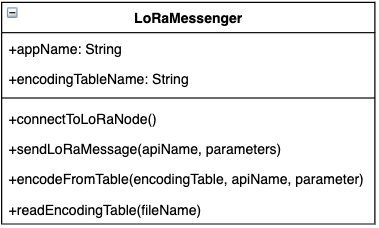 LoRaMessenger
+appName: String
+encodingTableName: String
+connectToLoRaNode()
+sendLoRaMessage(apiName, parameters)
+encodeFromTable(encodingTable, apiName, parameter)
+readEncodingTable(fileName)